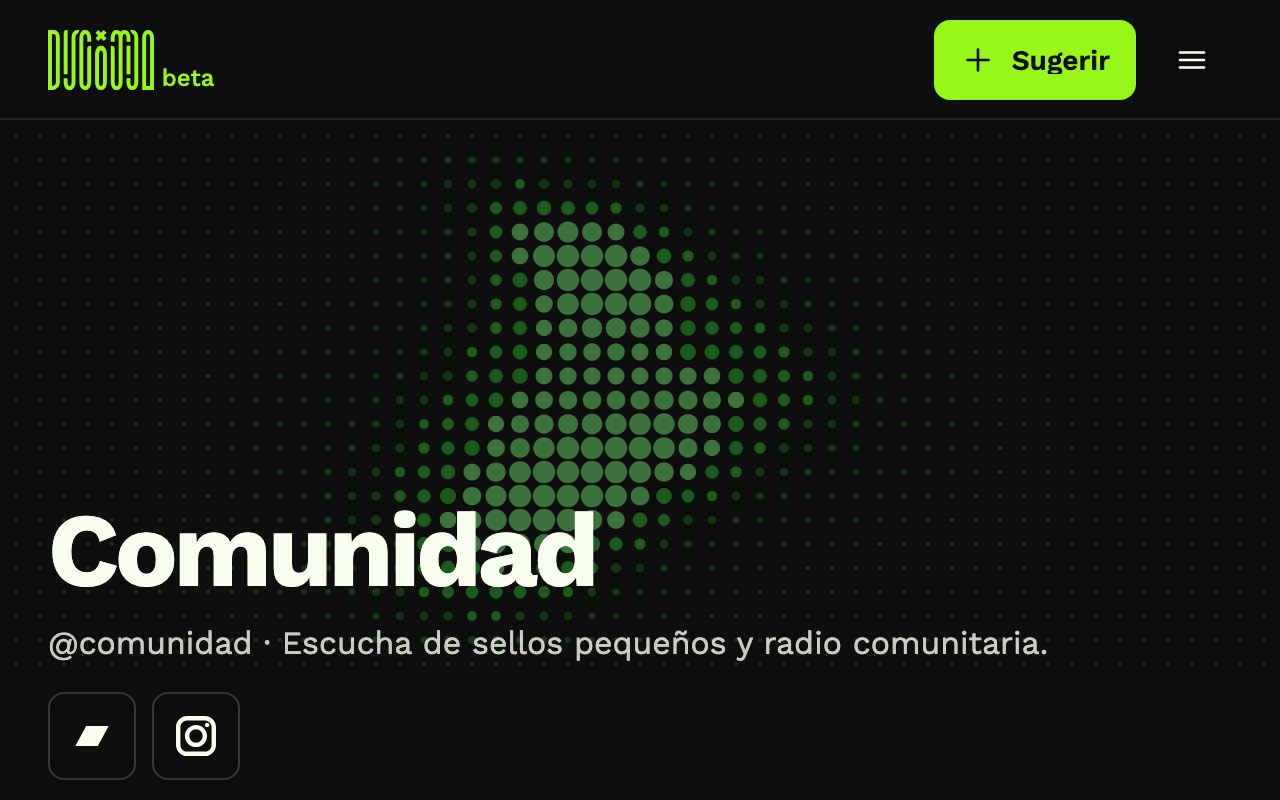 beta
Sugerir
Comunidad
@comunidad · Escucha de sellos pequeños y radio comunitaria.